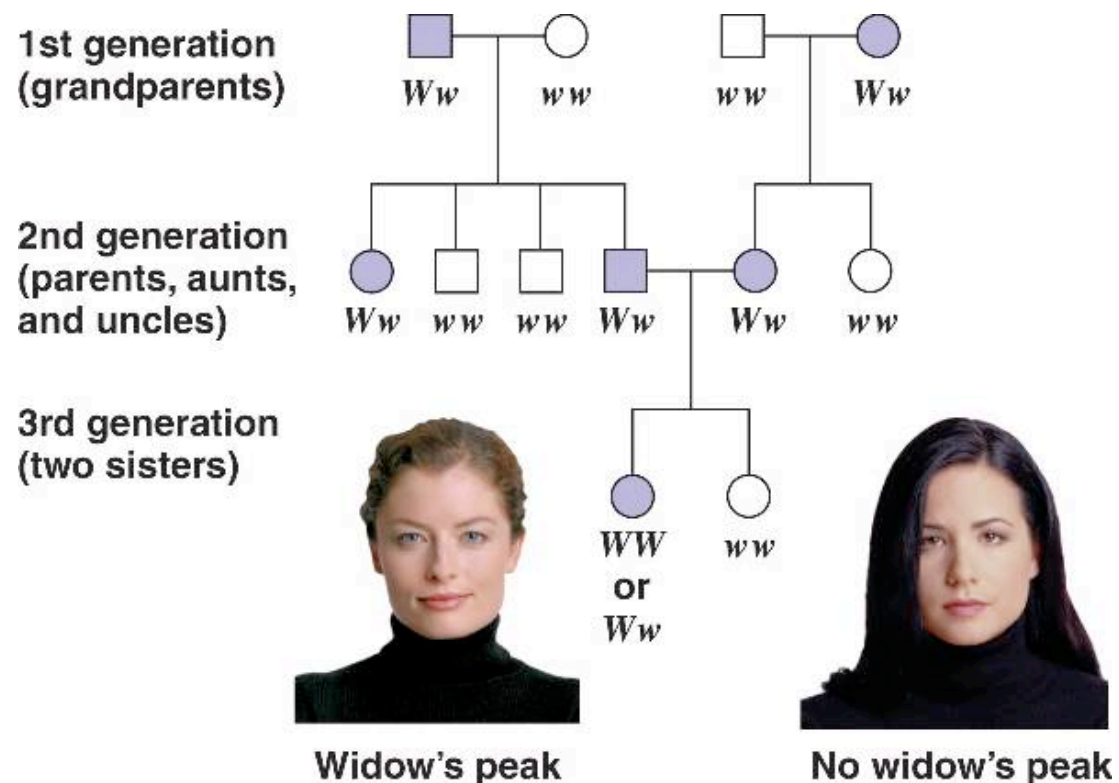 1st generation
(grandparents)
Ww
ww
ww
Ww
2nd generation
(parents, aunts,
and uncles)
Ww
ww
ww
Ww
Ww
ww
3rd generation
(two sisters)
WW
or
Ww
ww
Widow's peak
No widow's peak